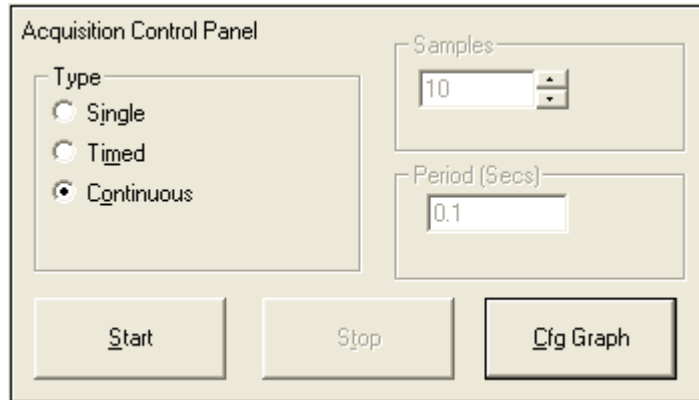 Acquisition Control Panel
Type
Single
Timed
Continuous
Samples
10
Period (Secs)
0.1
Start
Stop
Cfg Graph